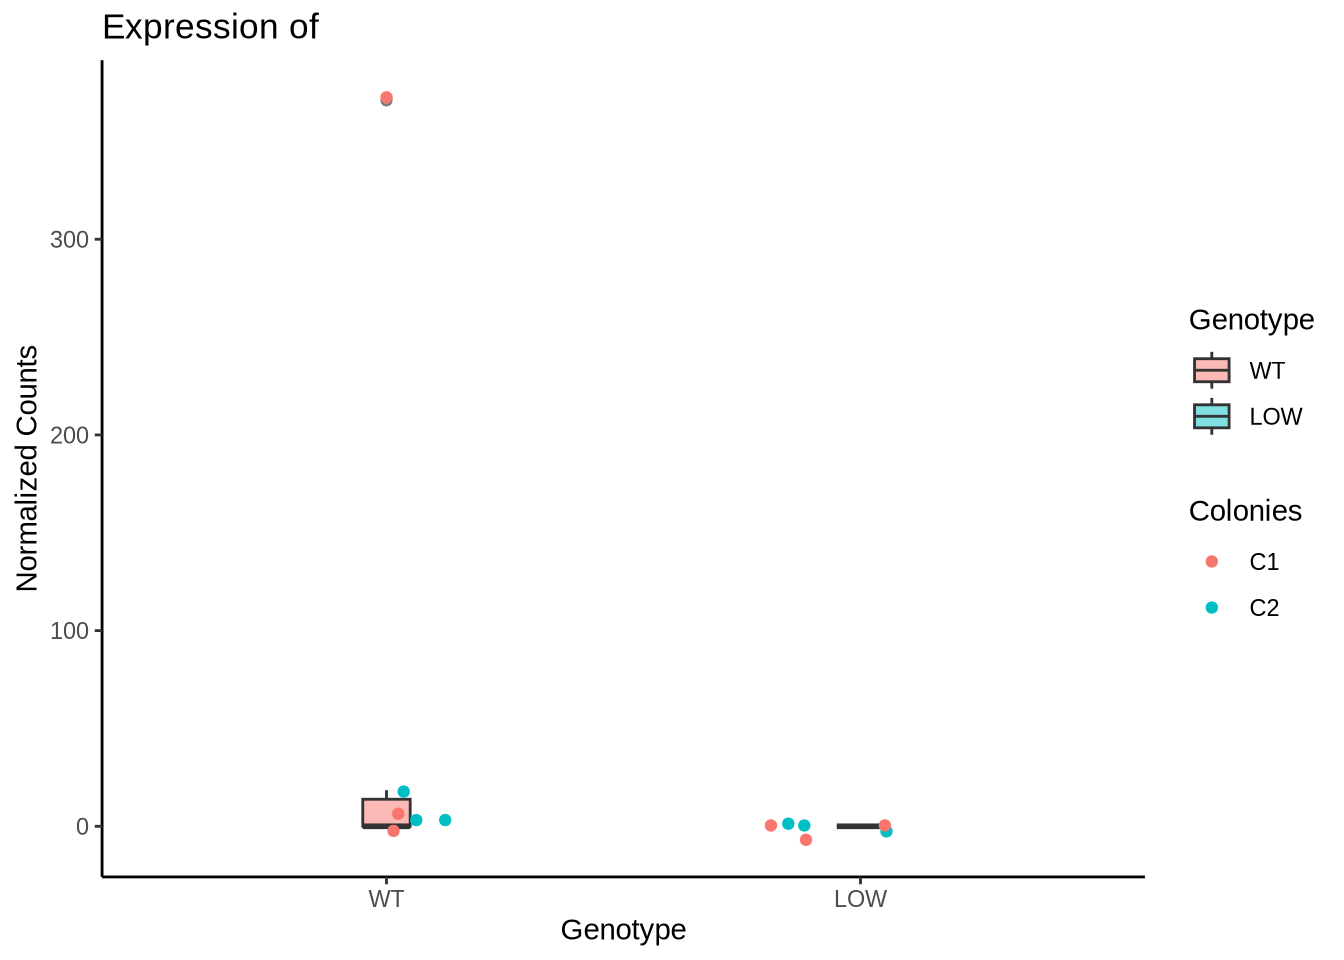 Expression of
Normalized Counts
300
200
100
0
WT
LOW
Genotype
Genotype
WT
LOW
Colonies
C1
C2